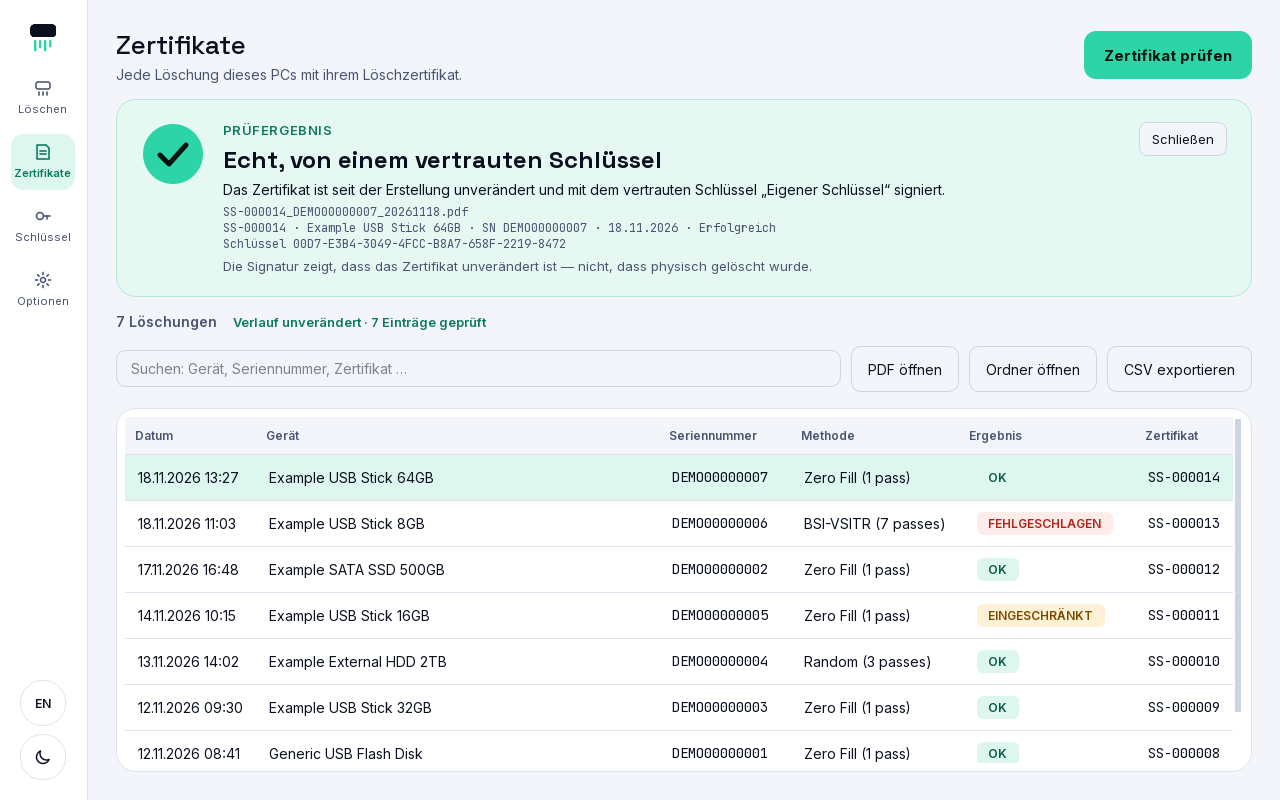 Zertifikate
Jede Löschung dieses PCs mit ihrem Löschzertifikat.
Zertifikat prüfen
Löschen
Zertifikate
Schlüssel
Optionen
EN
PRÜFERGEBNIS
Echt, von einem vertrauten Schlüssel
Schließen
Das Zertifikat ist seit der Erstellung unverändert und mit dem vertrauten Schlüssel „Eigener Schlüssel“ signiert.
SS-000014_DEMO00000007_20261118.pdf
SS-000014 · Example USB Stick 64GB · SN DEMO00000007 · 18.11.2026 · Erfolgreich
Schlüssel 00D7-E3B4-3049-4FCC-B8A7-658F-2219-8472
Die Signatur zeigt, dass das Zertifikat unverändert ist — nicht, dass physisch gelöscht wurde.
7 Löschungen Verlauf unverändert · 7 Einträge geprüft
Suchen: Gerät, Seriennummer, Zertifikat … PDF öffnen Ordner öffnen CSV exportieren
Datum Gerät Seriennummer Methode Ergebnis Zertifikat
18.11.2026 13:27 Example USB Stick 64GB DEMO00000007 Zero Fill (1 pass) OK SS-000014
18.11.2026 11:03 Example USB Stick 8GB DEMO00000006 BSI-VSITR (7 passes) FEHLGESCHLAGEN SS-000013
17.11.2026 16:48 Example SATA SSD 500GB DEMO00000002 Zero Fill (1 pass) OK SS-000012
14.11.2026 10:15 Example USB Stick 16GB DEMO00000005 Zero Fill (1 pass) EINGESCHRÄNKT SS-000011
13.11.2026 14:02 Example External HDD 2TB DEMO00000004 Random (3 passes) OK SS-000010
12.11.2026 09:30 Example USB Stick 32GB DEMO00000003 Zero Fill (1 pass) OK SS-000009
12.11.2026 08:41 Generic USB Flash Disk DEMO00000001 Zero Fill (1 pass) OK SS-000008